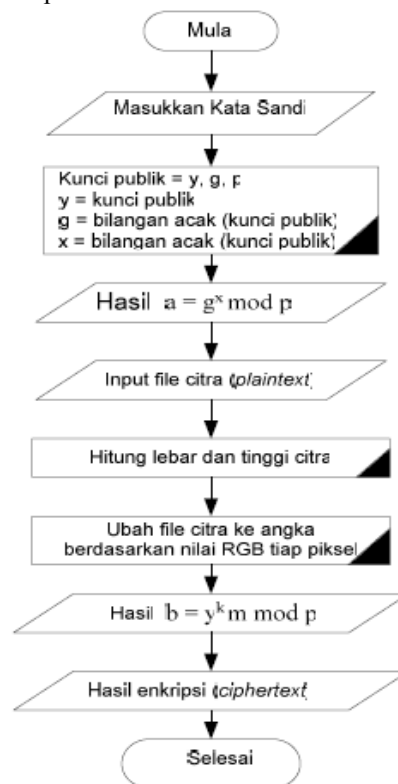 Mula
Masukkan Kata Sandi
Kunci publik = y, g, p
y = kunci publik
g = bilangan acak (kunci publik)
x = bilangan acak (kunci publik)
Hasil a = gˣ mod p
Input file citra (plaintext)
Hitung lebar dan tinggi citra
Ubah file citra ke angka
berdasarkan nilai RGB tiap piksel
Hasil b = yᵏm mod p
Hasil enkripsi (ciphertext)
Selesai